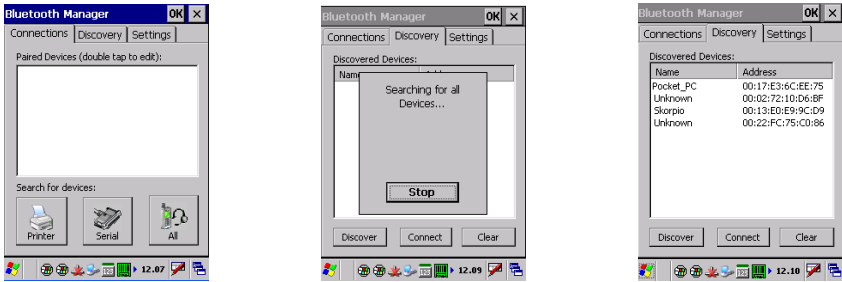 Bluetooth Manager OK
Connections Discovery Settings
Paired Devices (double tap to edit):
Search for devices:
Printer Serial All
12.07
Bluetooth Manager OK
Connections Discovery Settings
Discovered Devices:
Searching for all
Devices...
Stop
Discover Connect Clear
12.09
Bluetooth Manager OK
Connections Discovery Settings
Discovered Devices:
Name Address
Pocket_PC 00:17:E3:6C:EE:75
Unknown 00:02:72:10:D6:BF
Skorpio 00:13:E0:E9:9C:D9
Unknown 00:22:FC:75:C0:86
Discover Connect Clear
12.10